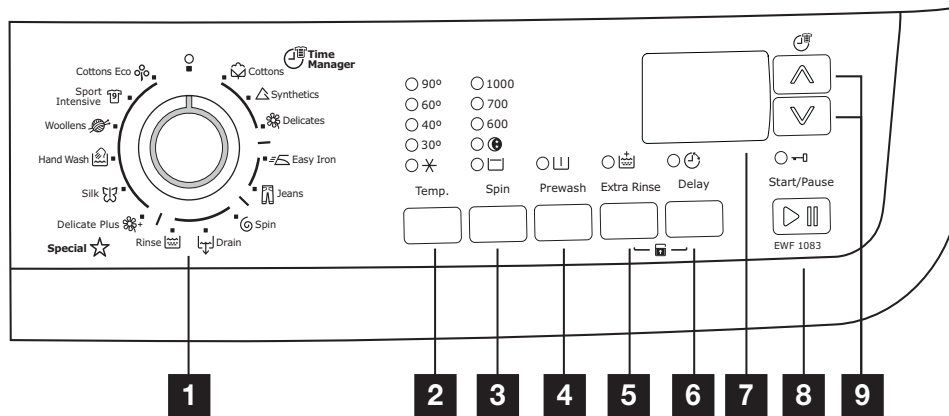 Time
Manager
Cottons Eco
Cottons
Sport
Intensive
9
Synthetics
Woollens
Delicates
Hand Wash
Easy Iron
Silk
Jeans
Delicate Plus
+
Spin
Rinse
Drain
Special
90º
60º
40º
30º
1000
700
600
Temp.
Spin
Prewash
Extra Rinse
Delay
Start/Pause
EWF 1083
1
2
3
4
5
6
7
8
9